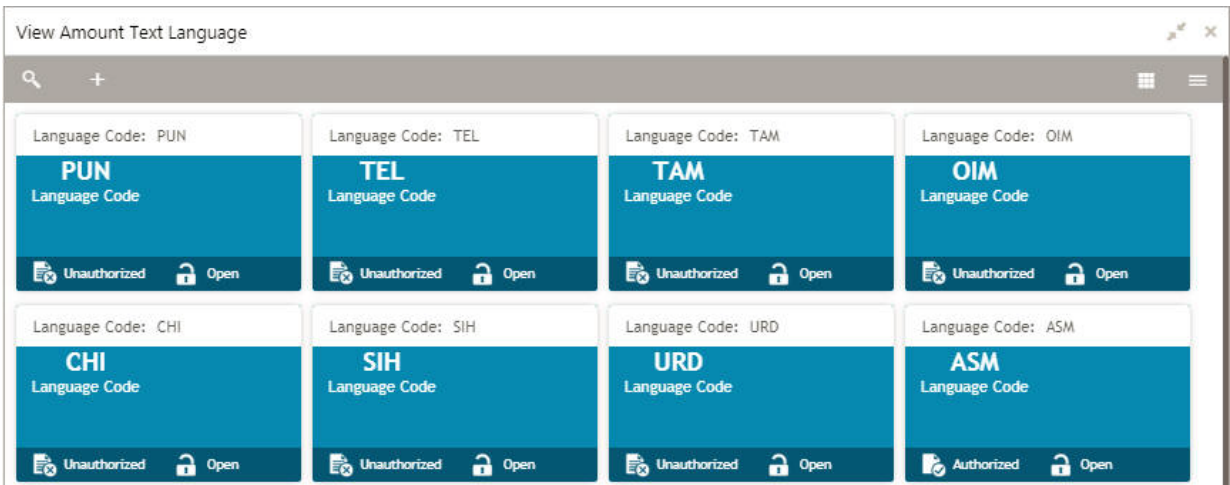 View Amount Text Language
Language Code: PUN
PUN
Language Code
Unauthorized Open
Language Code: TEL
TEL
Language Code
Unauthorized Open
Language Code: TAM
TAM
Language Code
Unauthorized Open
Language Code: OIM
OIM
Language Code
Unauthorized Open
Language Code: CHI
CHI
Language Code
Unauthorized Open
Language Code: SIH
SIH
Language Code
Unauthorized Open
Language Code: URD
URD
Language Code
Unauthorized Open
Language Code: ASM
ASM
Language Code
Authorized Open